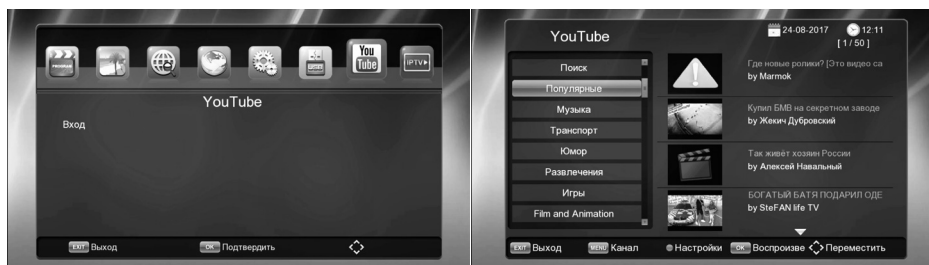 PROGRAM
You
Tube
IPTV
YouTube
Вход
EXIT Выход
OK Подтвердить
YouTube
24-08-2017
12:11
[ 1 / 50 ]
Поиск
Популярные
Музыка
Транспорт
Юмор
Развлечения
Игры
Film and Animation
Где новые ролики? [Это видео са
by Marmok
Купил БМВ на секретном заводе
by Жекич Дубровский
Так живёт хозяин России
by Алексей Навальный
БОГАТЫЙ БАТЯ ПОДАРИЛ ОДЕ
by SteFAN life TV
EXIT Выход
MENU Канал
Настройки
OK Воспроизве
Переместить